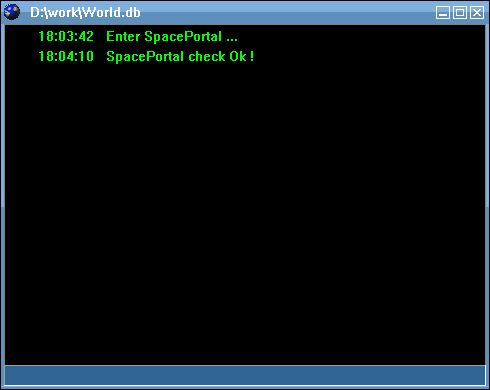 D:\work\World.db
18:03:42 Enter SpacePortal ...
18:04:10 SpacePortal check Ok !